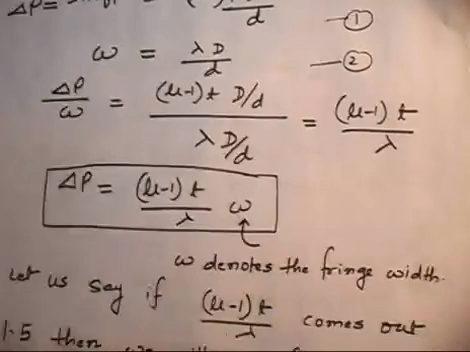 ΔP =
d — ①
ω = λD/d — ②
ΔP/ω = (μ-1)t D/d / λ D/d = (μ-1)t / λ
ΔP = (μ-1)t / λ ω
ω denotes the fringe width.
Let us say if (μ-1)t / λ comes out
1.5 then